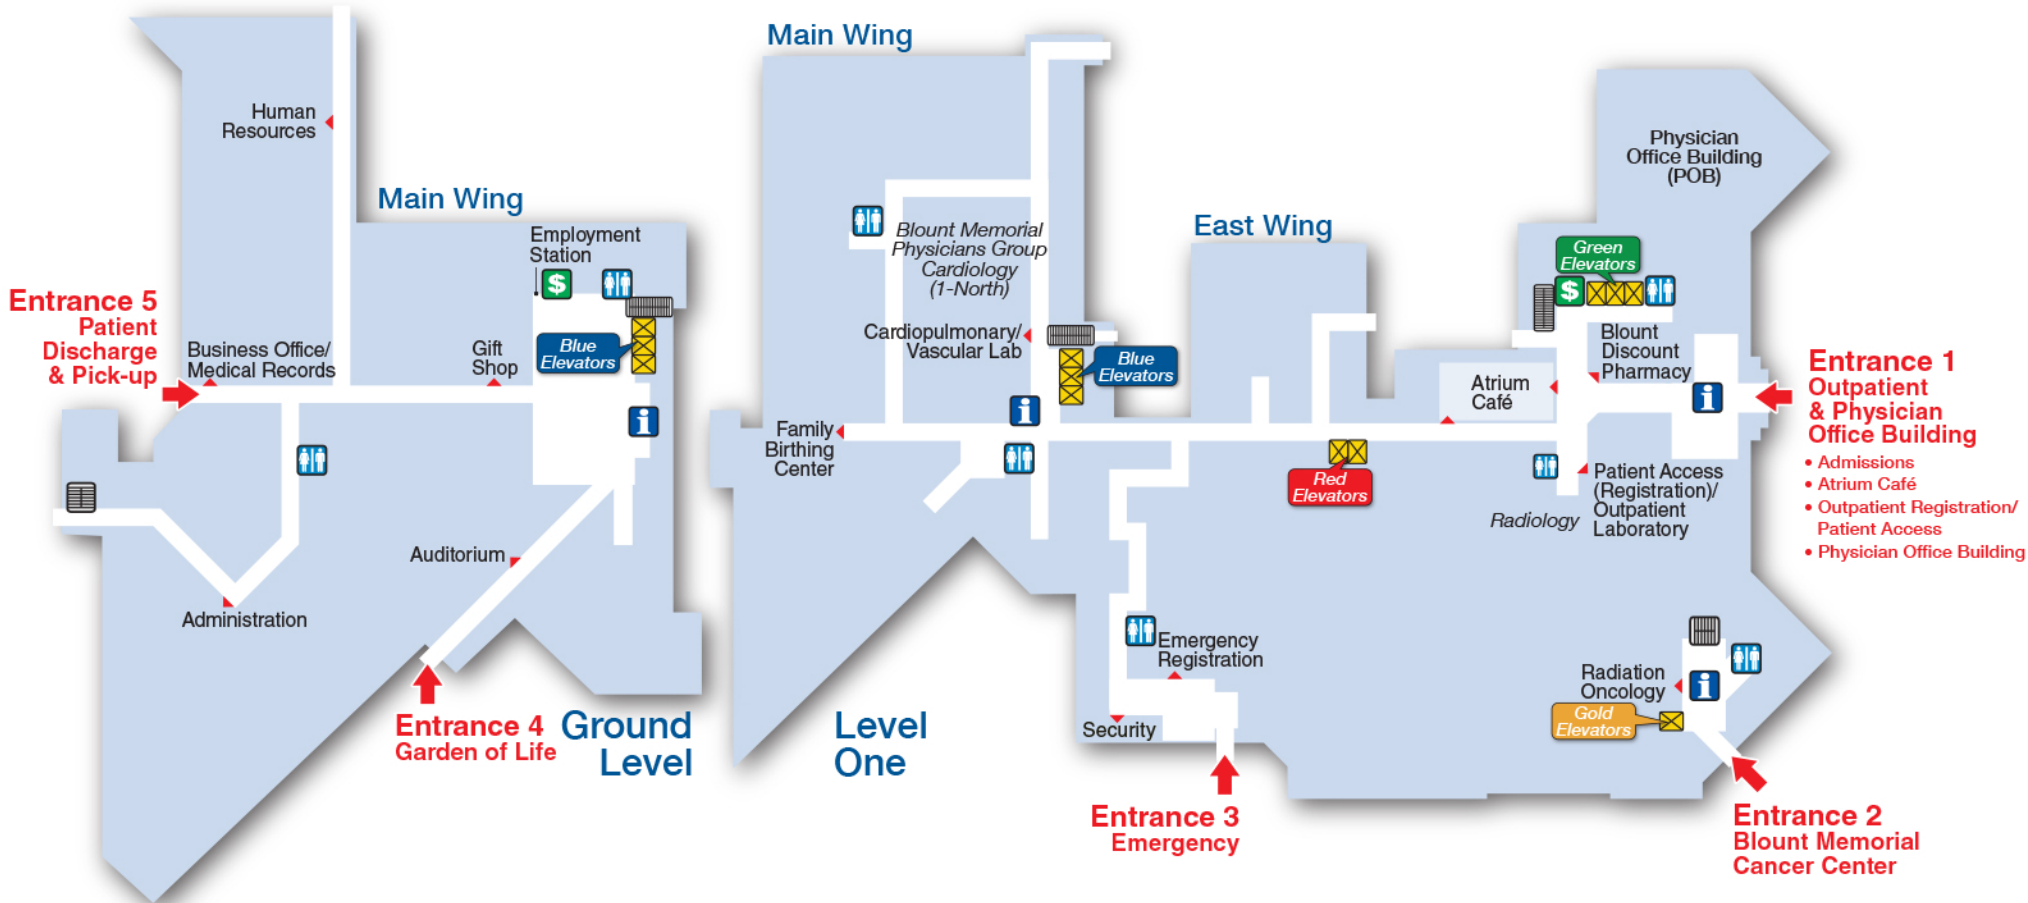 Human
Resources
Main Wing
Employment
Station
$
Blue
Elevators
Entrance 5
Patient
Discharge
& Pick-up
Business Office/
Medical Records
Gift
Shop
i
Auditorium
Administration
Entrance 4
Garden of Life
Ground
Level
Main Wing
Blount Memorial
Physicians Group
Cardiology
(1-North)
Cardiopulmonary/
Vascular Lab
Blue
Elevators
i
Family
Birthing
Center
Level
One
East Wing
Red
Elevators
Emergency
Registration
Security
Entrance 3
Emergency
Physician
Office Building
(POB)
Green
Elevators
$
Blount
Discount
Pharmacy
Atrium
Café
i
Patient Access
(Registration)/
Outpatient
Laboratory
Radiology
Entrance 1
Outpatient
& Physician
Office Building
• Admissions
• Atrium Café
• Outpatient Registration/
Patient Access
• Physician Office Building
Radiation
Oncology
i
Gold
Elevators
Entrance 2
Blount Memorial
Cancer Center